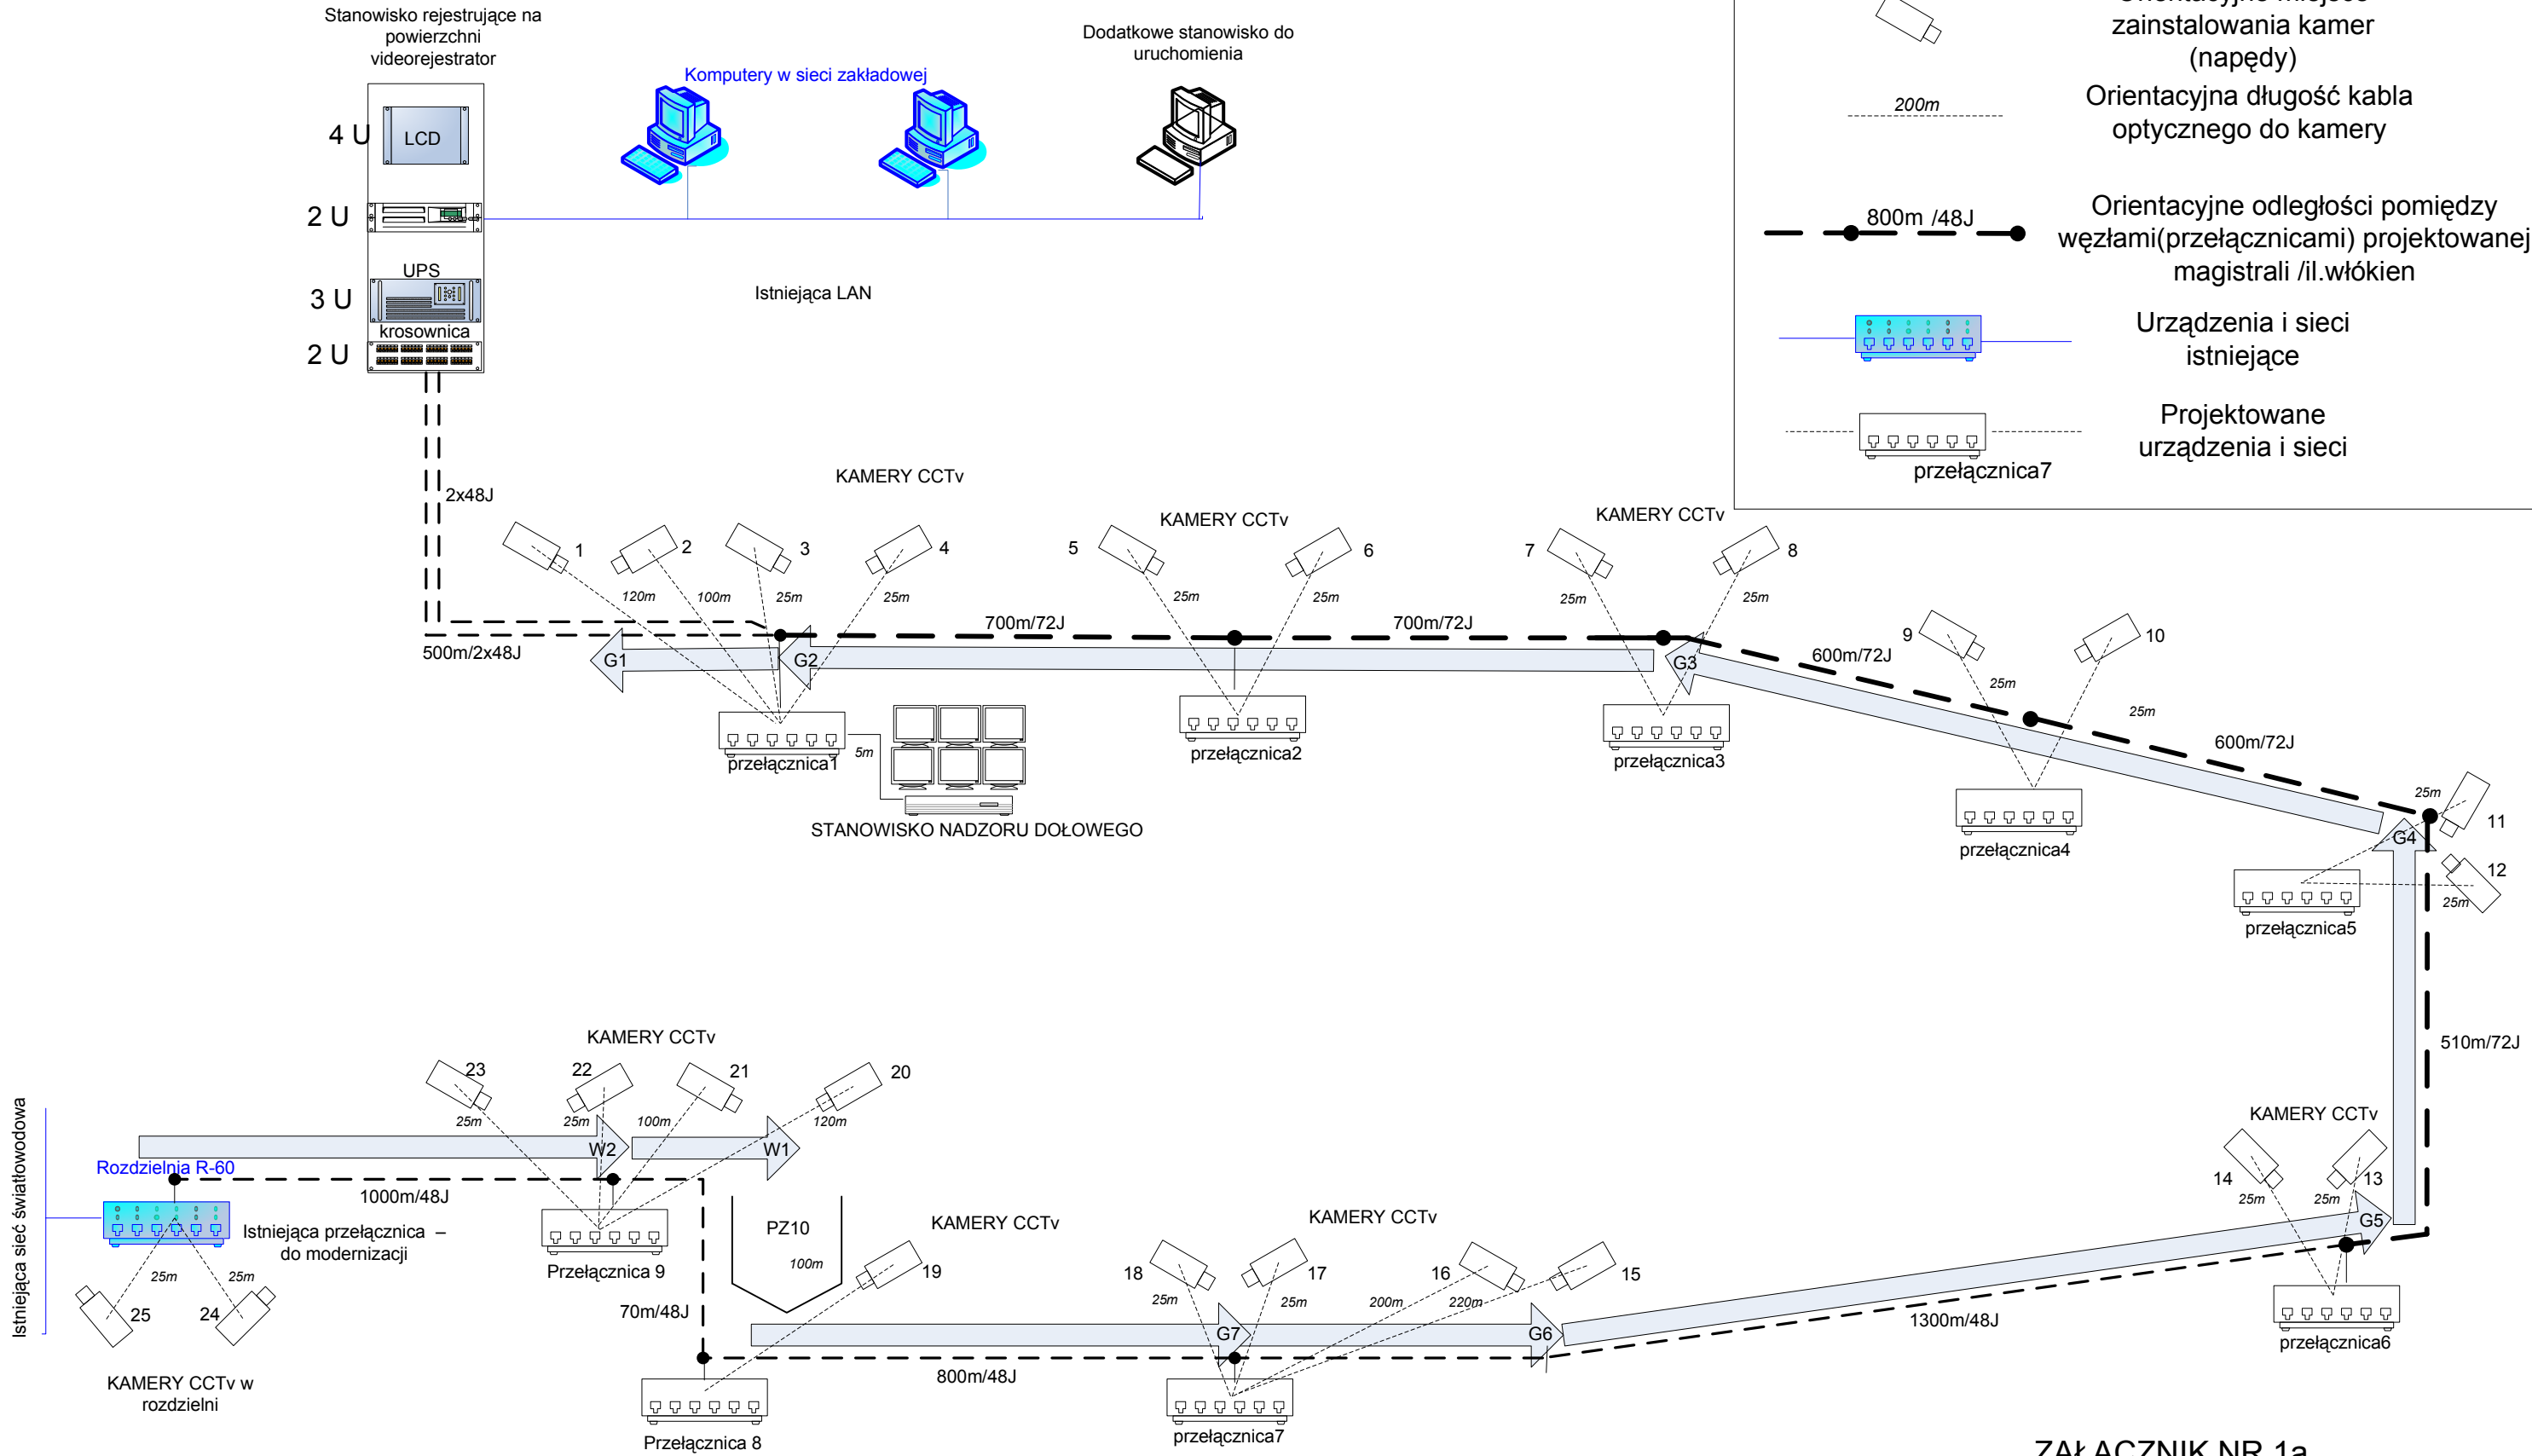 Stanowisko rejestrujące na
powierzchni
videorejestrator
4 U
LCD
2 U
UPS
3 U
krosownica
2 U
Komputery w sieci zakładowej
Dodatkowe stanowisko do
uruchomienia
Istniejąca LAN
Orientacyjne miejsce
zainstalowania kamer
(napędy)
200m
Orientacyjna długość kabla
optycznego do kamery
800m /48J
Orientacyjne odległości pomiędzy
węzłami(przełącznicami) projektowanej
magistrali /il.włókien
Urządzenia i sieci
istniejące
Projektowane
urządzenia i sieci
przełącznica7
2x48J
500m/2x48J
KAMERY CCTv
1
2
3
4
120m
100m
25m
25m
G1
G2
700m/72J
przełącznica1
5m
STANOWISKO NADZORU DOŁOWEGO
KAMERY CCTv
5
6
25m
25m
700m/72J
przełącznica2
KAMERY CCTv
7
8
25m
25m
G3
600m/72J
przełącznica3
9
10
25m
25m
600m/72J
przełącznica4
25m
11
G4
12
25m
przełącznica5
510m/72J
KAMERY CCTv
14
13
25m
25m
G5
przełącznica6
1300m/48J
KAMERY CCTv
18
17
16
15
25m
25m
200m
220m
G7
G6
800m/48J
przełącznica7
KAMERY CCTv
19
PZ10
100m
70m/48J
Przełącznica 8
KAMERY CCTv
23
22
21
20
25m
25m
100m
120m
W2
W1
1000m/48J
Przełącznica 9
Istniejąca sieć światłowodowa
Rozdzielnia R-60
Istniejąca przełącznica –
do modernizacji
25m
25m
25
24
KAMERY CCTv w
rozdzielni
ZAŁĄCZNIK NR 1a